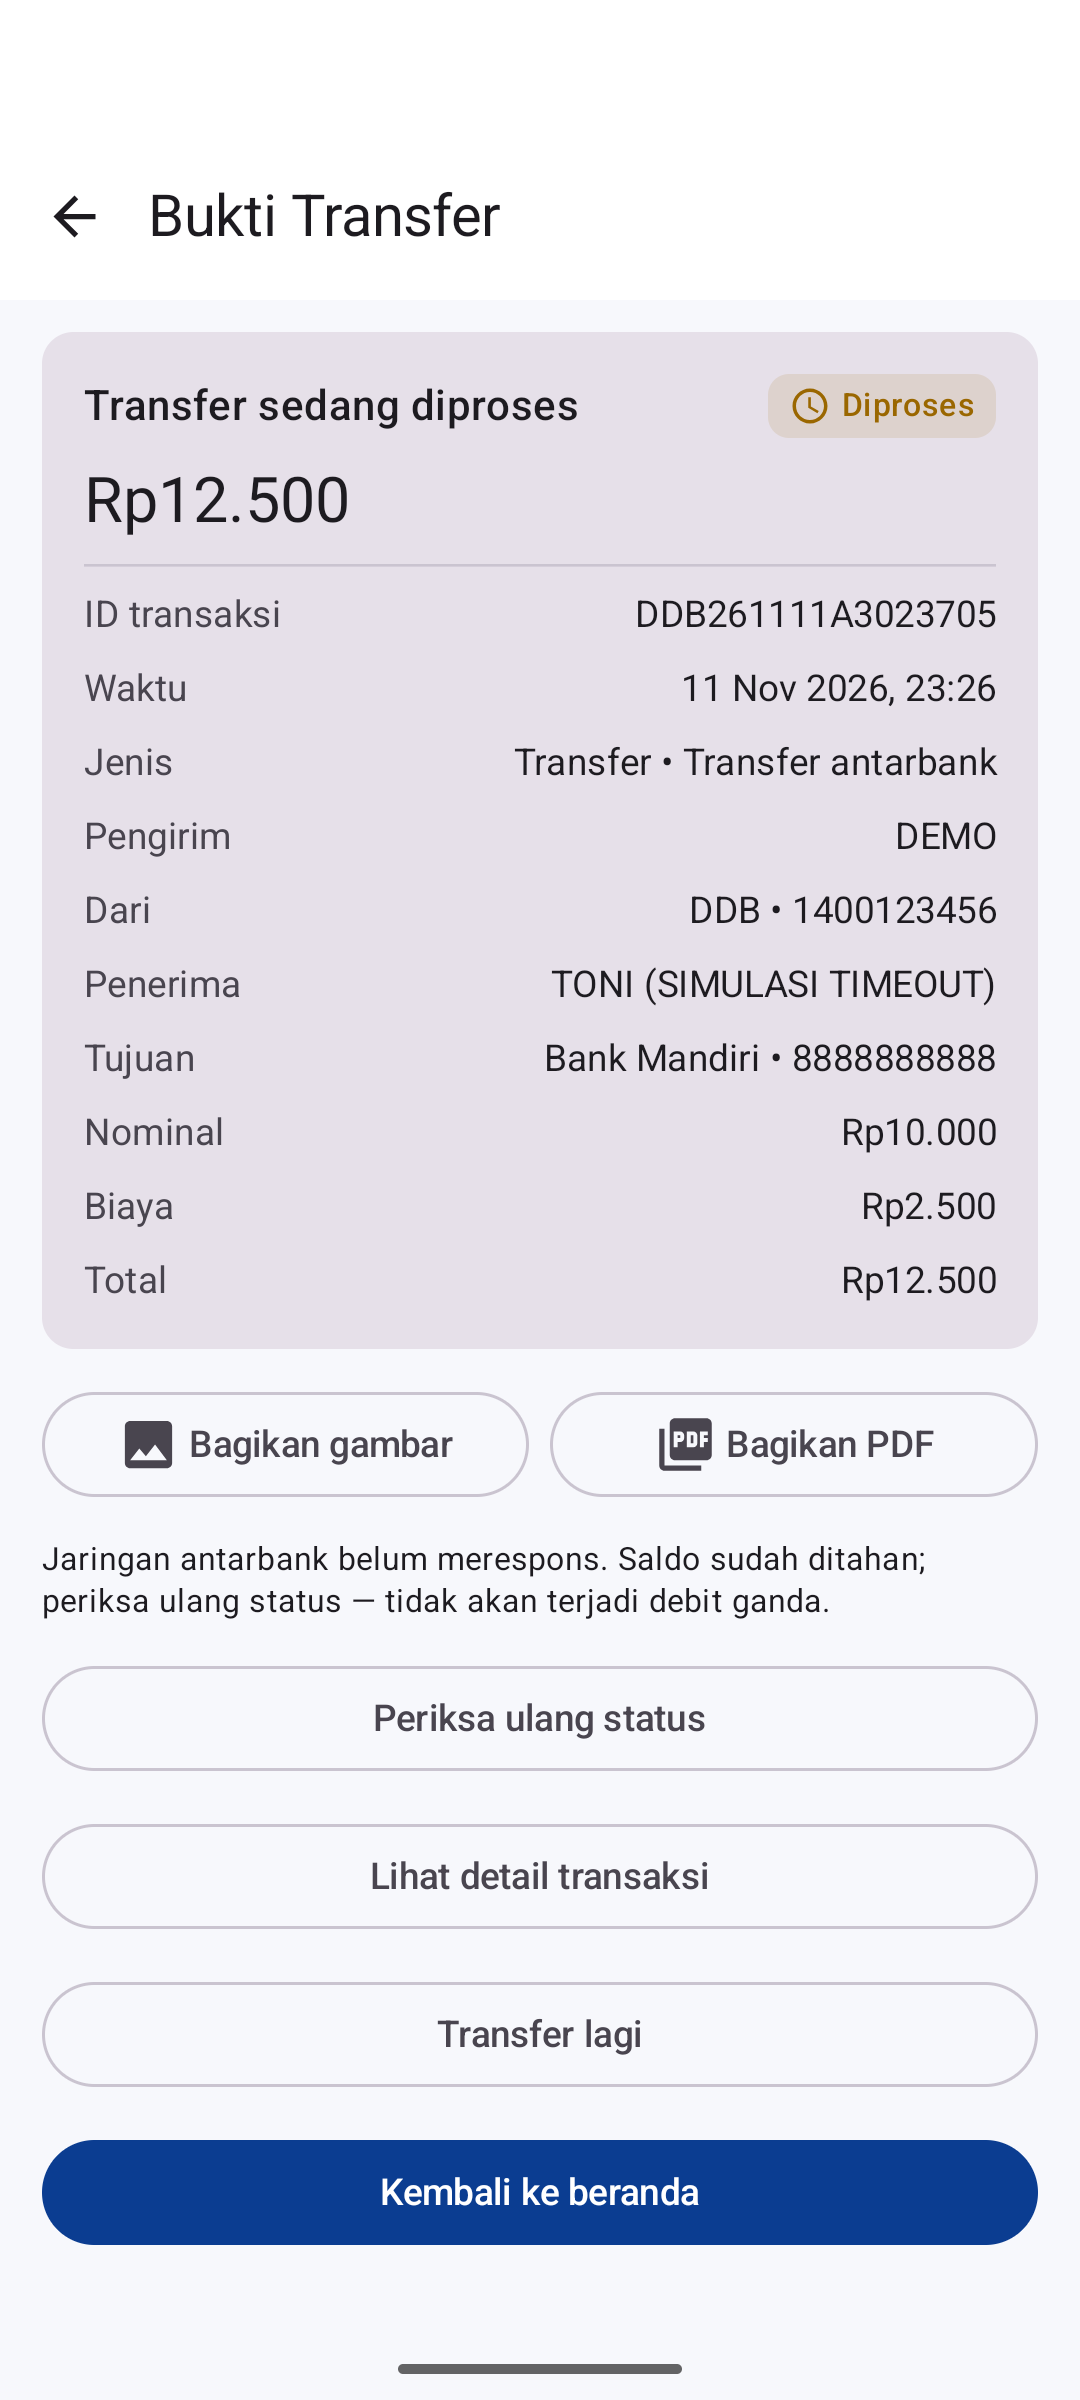 Bukti Transfer
Transfer sedang diproses
Diproses
Rp12.500
ID transaksi DDB261111A3023705
Waktu 11 Nov 2026, 23:26
Jenis Transfer • Transfer antarbank
Pengirim DEMO
Dari DDB • 1400123456
Penerima TONI (SIMULASI TIMEOUT)
Tujuan Bank Mandiri • 8888888888
Nominal Rp10.000
Biaya Rp2.500
Total Rp12.500
Bagikan gambar
PDF Bagikan PDF
Jaringan antarbank belum merespons. Saldo sudah ditahan;
periksa ulang status — tidak akan terjadi debit ganda.
Periksa ulang status
Lihat detail transaksi
Transfer lagi
Kembali ke beranda